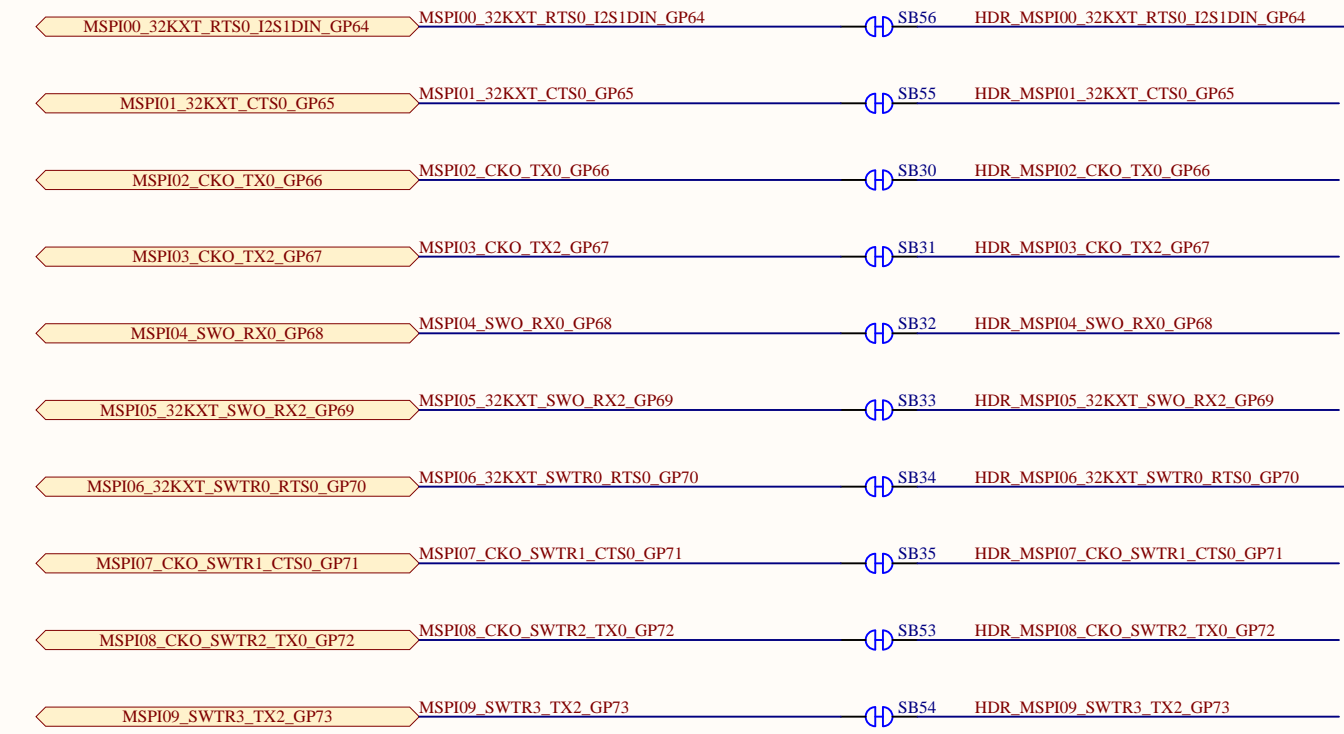 MSPI00_32KXT_RTS0_I2S1DIN_GP64 MSPI00_32KXT_RTS0_I2S1DIN_GP64 SB56 HDR_MSPI00_32KXT_RTS0_I2S1DIN_GP64
MSPI01_32KXT_CTS0_GP65 MSPI01_32KXT_CTS0_GP65 SB55 HDR_MSPI01_32KXT_CTS0_GP65
MSPI02_CKO_TX0_GP66 MSPI02_CKO_TX0_GP66 SB30 HDR_MSPI02_CKO_TX0_GP66
MSPI03_CKO_TX2_GP67 MSPI03_CKO_TX2_GP67 SB31 HDR_MSPI03_CKO_TX2_GP67
MSPI04_SWO_RX0_GP68 MSPI04_SWO_RX0_GP68 SB32 HDR_MSPI04_SWO_RX0_GP68
MSPI05_32KXT_SWO_RX2_GP69 MSPI05_32KXT_SWO_RX2_GP69 SB33 HDR_MSPI05_32KXT_SWO_RX2_GP69
MSPI06_32KXT_SWTR0_RTS0_GP70 MSPI06_32KXT_SWTR0_RTS0_GP70 SB34 HDR_MSPI06_32KXT_SWTR0_RTS0_GP70
MSPI07_CKO_SWTR1_CTS0_GP71 MSPI07_CKO_SWTR1_CTS0_GP71 SB35 HDR_MSPI07_CKO_SWTR1_CTS0_GP71
MSPI08_CKO_SWTR2_TX0_GP72 MSPI08_CKO_SWTR2_TX0_GP72 SB53 HDR_MSPI08_CKO_SWTR2_TX0_GP72
MSPI09_SWTR3_TX2_GP73 MSPI09_SWTR3_TX2_GP73 SB54 HDR_MSPI09_SWTR3_TX2_GP73